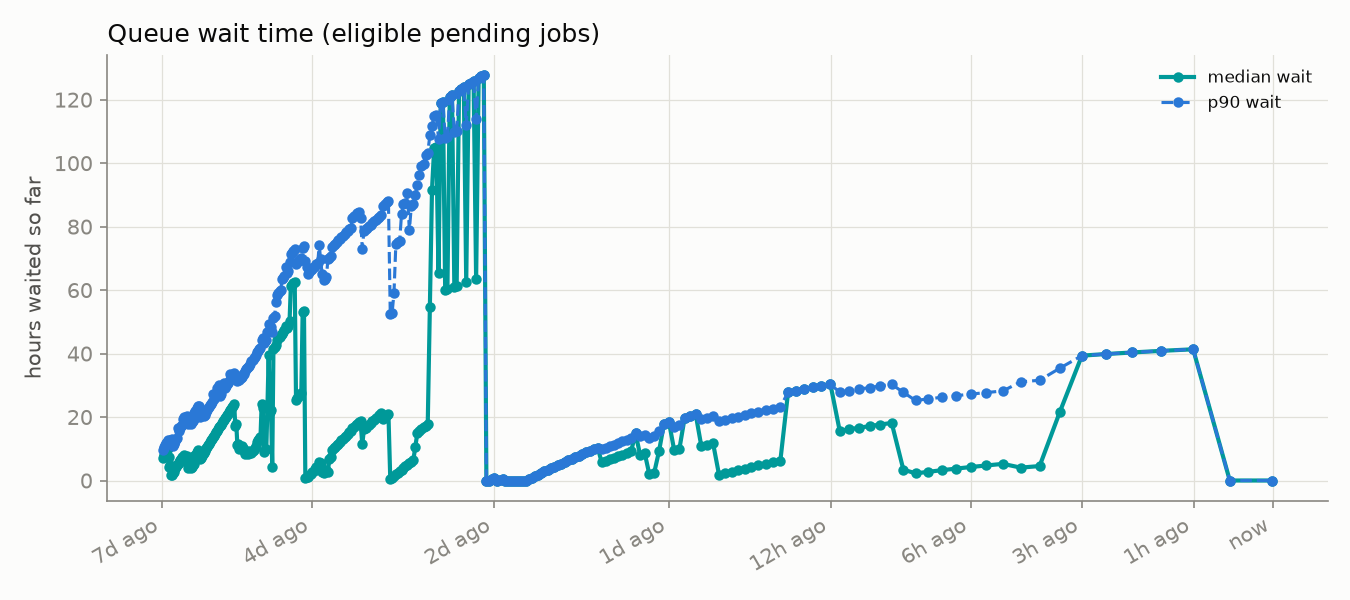 Queue wait time (eligible pending jobs)
median wait
p90 wait
hours waited so far
120
100
80
60
40
20
0
7d ago
4d ago
2d ago
1d ago
12h ago
6h ago
3h ago
1h ago
now